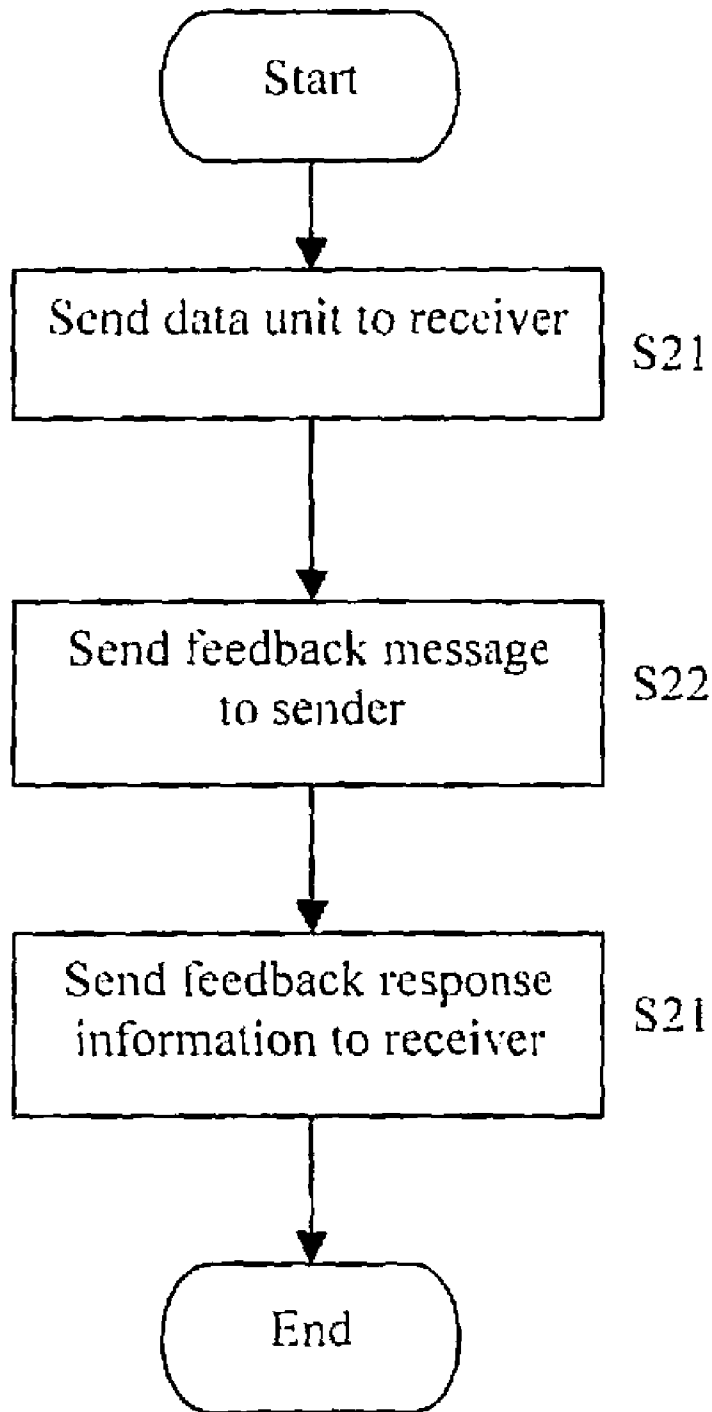 Start
Send data unit to receiver
S21
Send feedback message
to sender
S22
Send feedback response
information to receiver
S21
End